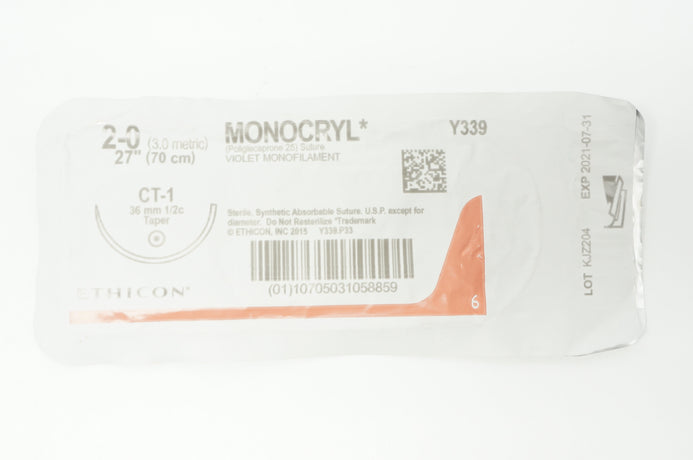 2-0 (3.0 metric)
27" (70 cm)
MONOCRYL*
(Poliglecaprone 25) Suture
VIOLET MONOFILAMENT
Y339
CT-1
36 mm 1/2c
Taper
Sterile, Synthetic Absorbable Suture. U.S.P. except for
diameter. Do Not Resterilize *Trademark
© ETHICON, INC 2015 Y339.P33
(01)10705031058859
ETHICON®
6
LOT KJZ204 EXP 2021-07-31